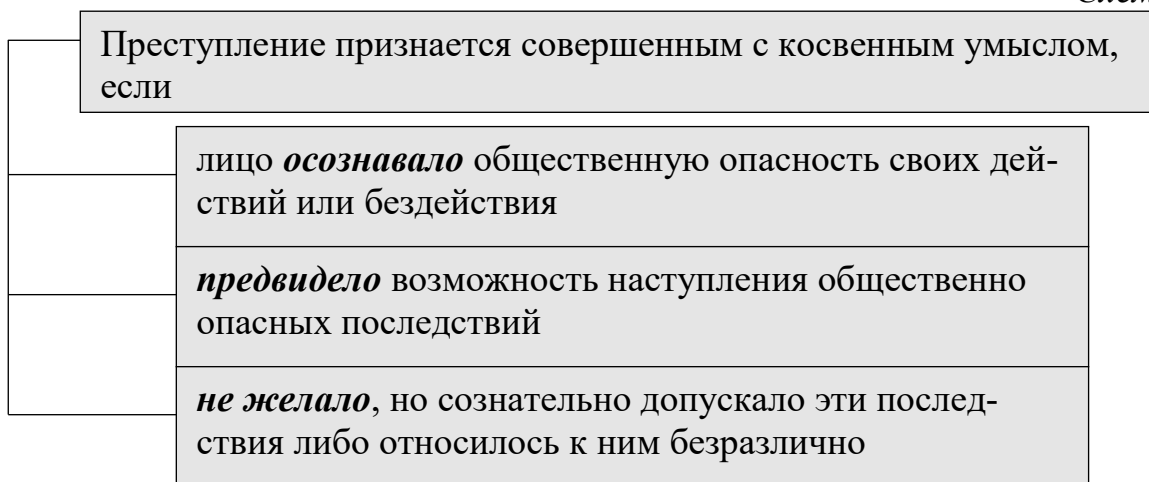 Преступление признается совершенным с косвенным умыслом,
если
лицо осознавало общественную опасность своих дей-
ствий или бездействия
предвидело возможность наступления общественно
опасных последствий
не желало, но сознательно допускало эти послед-
ствия либо относилось к ним безразлично